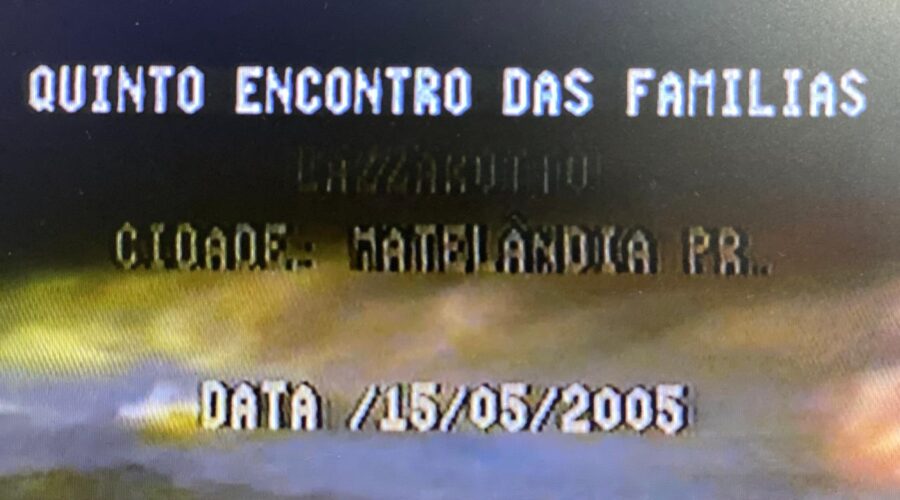 QUINTO ENCONTRO DAS FAMILIAS
CIDADE: MATELÂNDIA PR.
DATA /15/05/2005